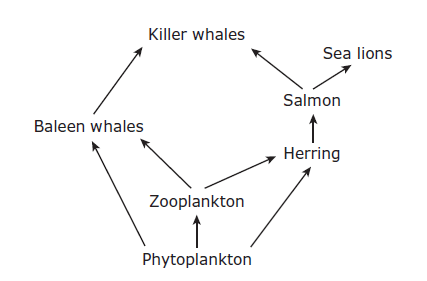 Killer whales
Sea lions
Salmon
Baleen whales
Herring
Zooplankton
Phytoplankton